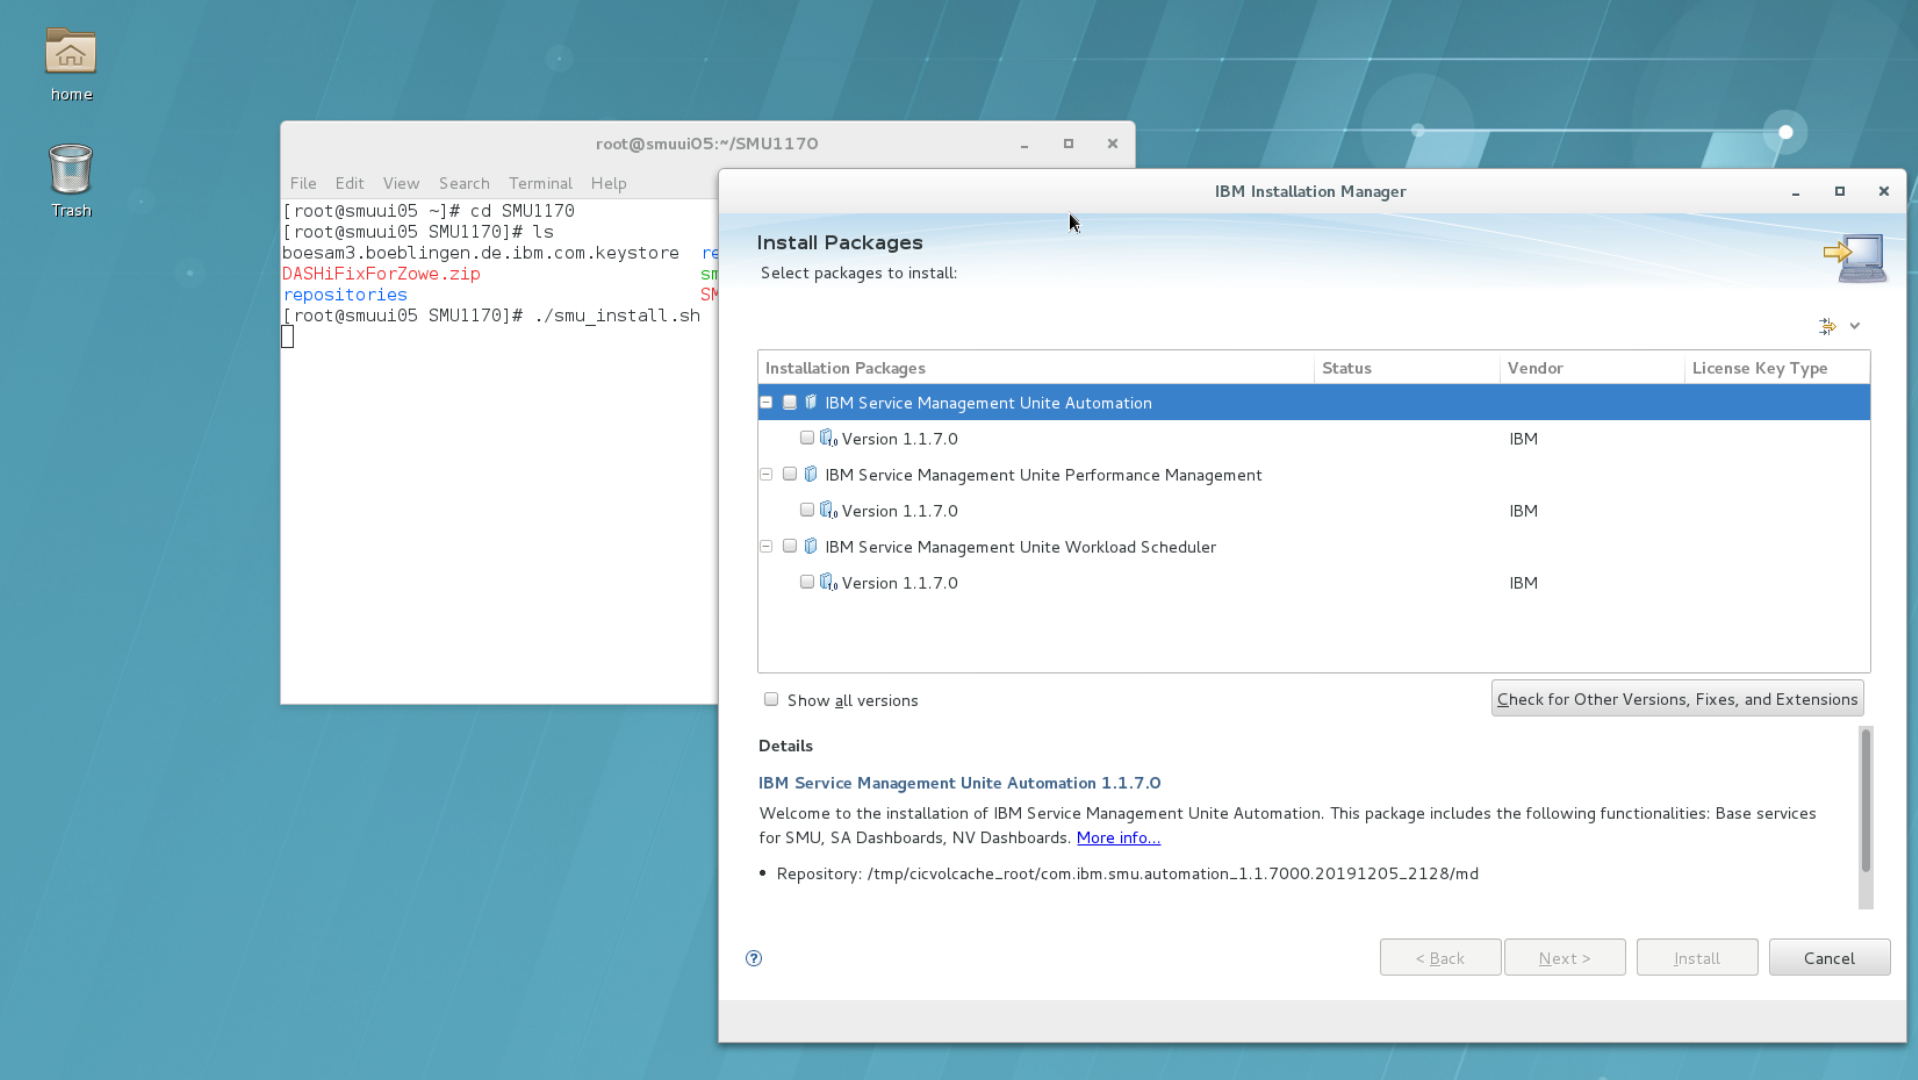 home
Trash
root@smuui05:~/SMU1170
File Edit View Search Terminal Help
[root@smuui05 ~]# cd SMU1170
[root@smuui05 SMU1170]# ls
boesam3.boeblingen.de.ibm.com.keystore re
DASHiFixForZowe.zip sm
repositories SM
[root@smuui05 SMU1170]# ./smu_install.sh
IBM Installation Manager
Install Packages
Select packages to install:
Installation Packages Status Vendor License Key Type
IBM Service Management Unite Automation
1.0 Version 1.1.7.0 IBM
IBM Service Management Unite Performance Management
1.0 Version 1.1.7.0 IBM
IBM Service Management Unite Workload Scheduler
1.0 Version 1.1.7.0 IBM
Show all versions
Check for Other Versions, Fixes, and Extensions
Details
IBM Service Management Unite Automation 1.1.7.0
Welcome to the installation of IBM Service Management Unite Automation. This package includes the following functionalities: Base services
for SMU, SA Dashboards, NV Dashboards. More info...
• Repository: /tmp/cicvolcache_root/com.ibm.smu.automation_1.1.7000.20191205_2128/md
? < Back Next > Install Cancel